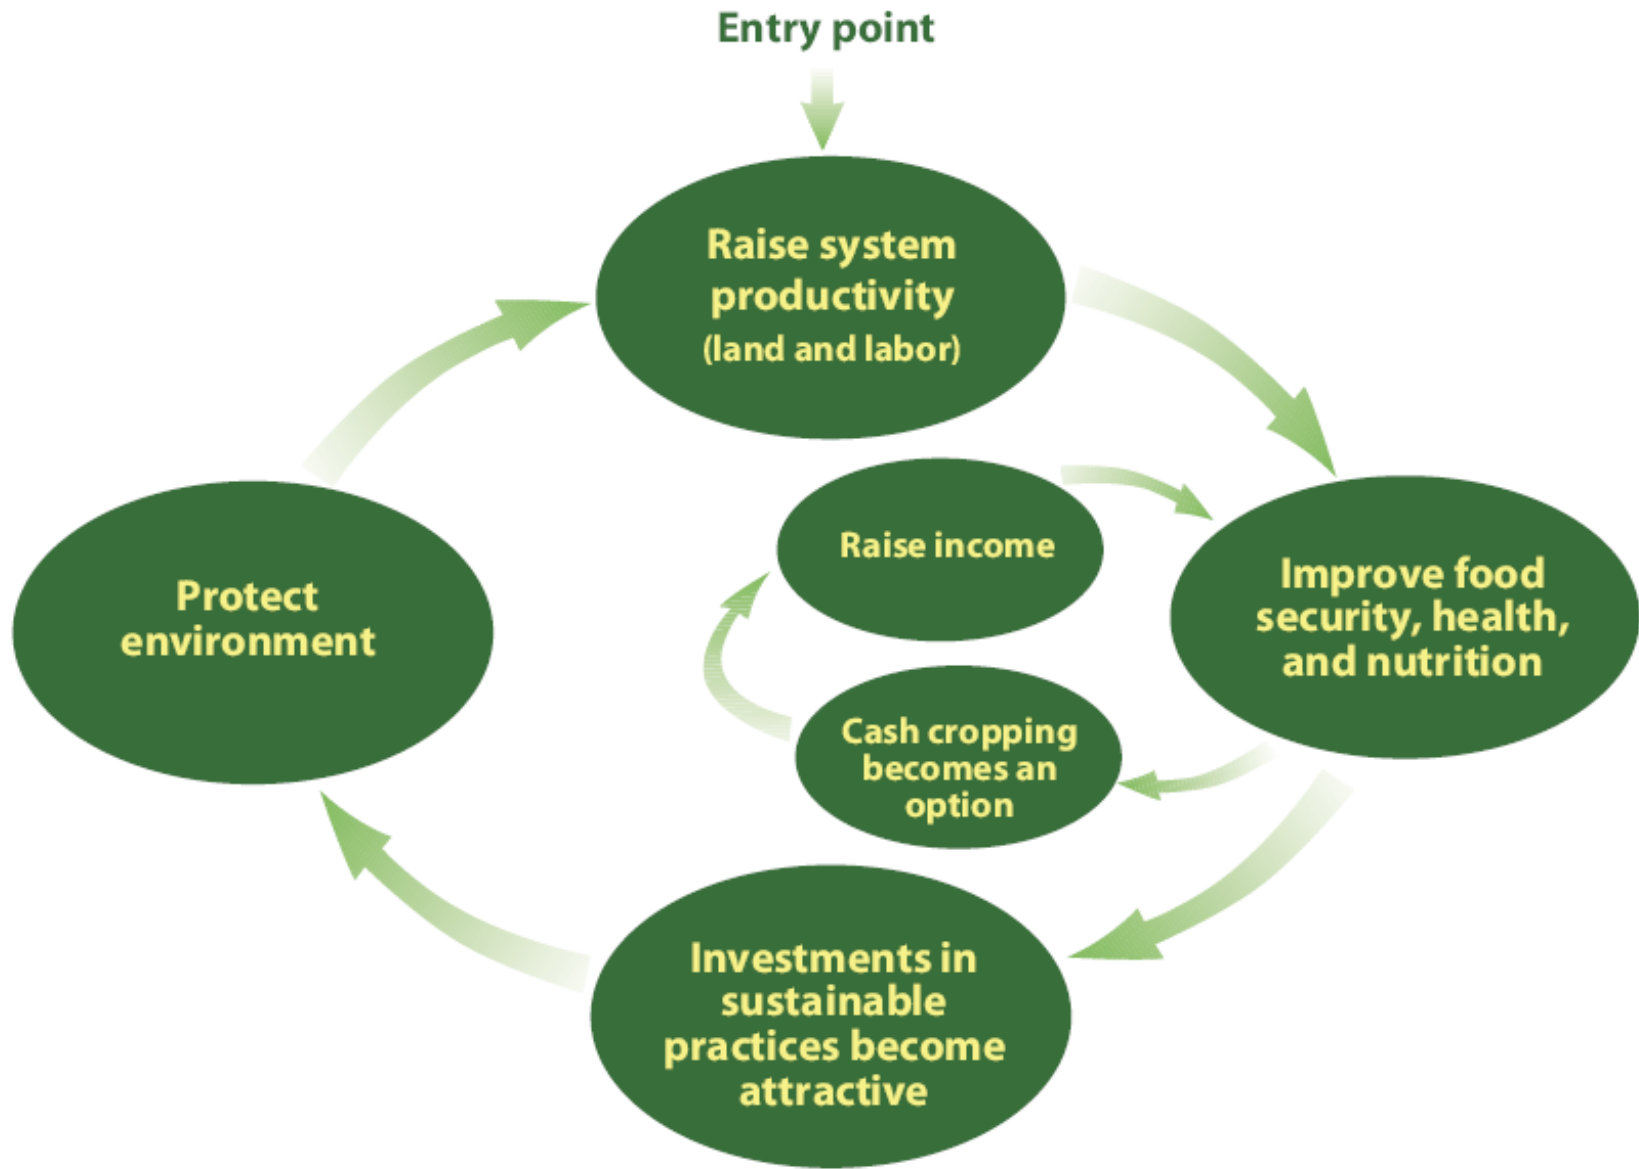 Entry point
Raise system
productivity
(land and labor)
Raise income
Improve food
security, health,
and nutrition
Protect
environment
Cash cropping
becomes an
option
Investments in
sustainable
practices become
attractive